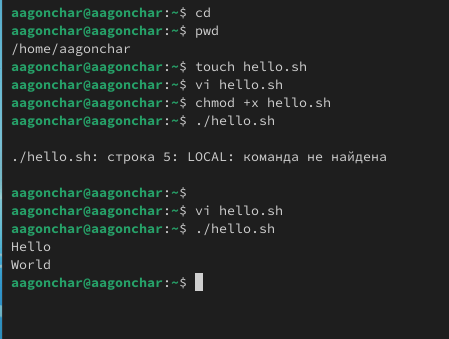 aagonchar@aagonchar:~$ cd
aagonchar@aagonchar:~$ pwd
/home/aagonchar
aagonchar@aagonchar:~$ touch hello.sh
aagonchar@aagonchar:~$ vi hello.sh
aagonchar@aagonchar:~$ chmod +x hello.sh
aagonchar@aagonchar:~$ ./hello.sh
./hello.sh: строка 5: LOCAL: команда не найдена
aagonchar@aagonchar:~$
aagonchar@aagonchar:~$ vi hello.sh
aagonchar@aagonchar:~$ ./hello.sh
Hello
World
aagonchar@aagonchar:~$